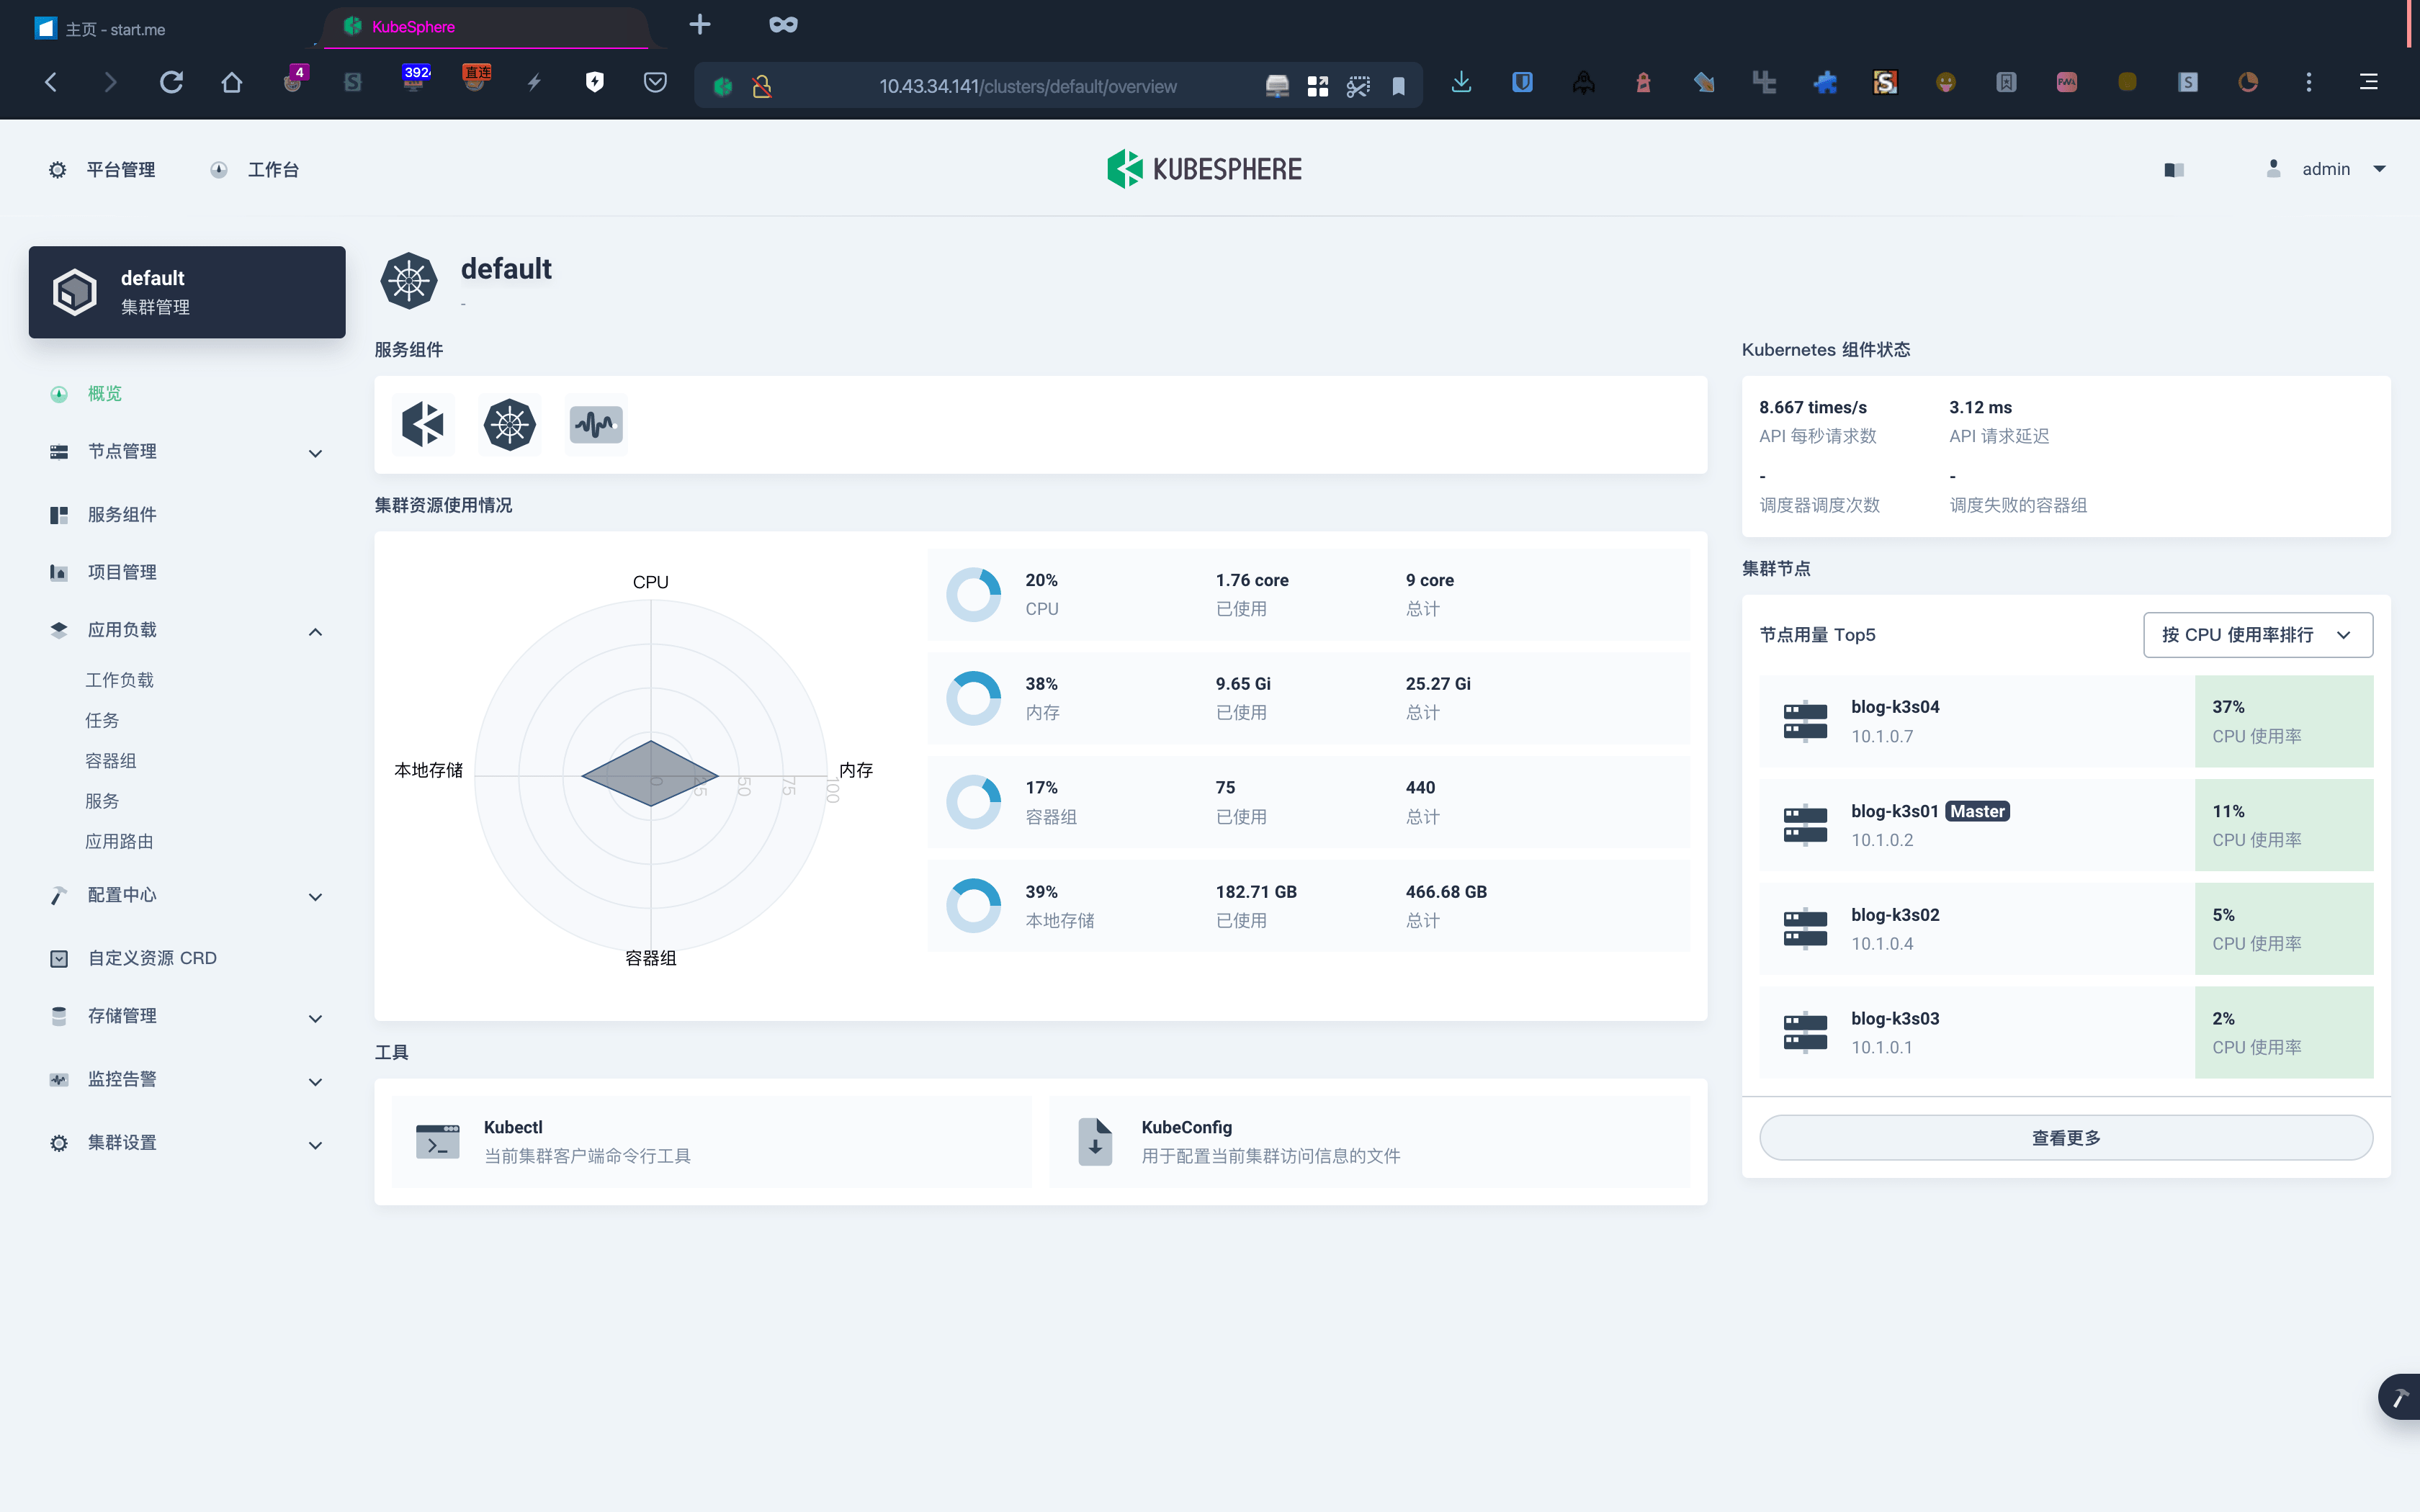 主页 - start.me
KubeSphere
4
392
直连
10.43.34.141/clusters/default/overview
平台管理
工作台
KUBESPHERE
admin
default
集群管理
概览
节点管理
服务组件
项目管理
应用负载
工作负载
任务
容器组
服务
应用路由
配置中心
自定义资源 CRD
存储管理
监控告警
集群设置
default
-
服务组件
集群资源使用情况
CPU
本地存储
内存
容器组
0
25
50
75
100
20%
CPU
1.76 core
已使用
9 core
总计
38%
内存
9.65 Gi
已使用
25.27 Gi
总计
17%
容器组
75
已使用
440
总计
39%
本地存储
182.71 GB
已使用
466.68 GB
总计
工具
Kubectl
当前集群客户端命令行工具
KubeConfig
用于配置当前集群访问信息的文件
Kubernetes 组件状态
8.667 times/s
API 每秒请求数
3.12 ms
API 请求延迟
-
调度器调度次数
-
调度失败的容器组
集群节点
节点用量 Top5
按 CPU 使用率排行
blog-k3s04
10.1.0.7
37%
CPU 使用率
blog-k3s01 Master
10.1.0.2
11%
CPU 使用率
blog-k3s02
10.1.0.4
5%
CPU 使用率
blog-k3s03
10.1.0.1
2%
CPU 使用率
查看更多